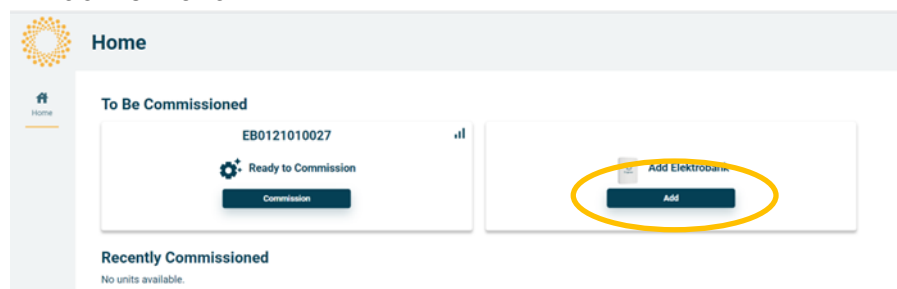 Home
Home
To Be Commissioned
EB0121010027
Ready to Commission
Commission
Add Elektrobank
Add
Recently Commissioned
No units available.